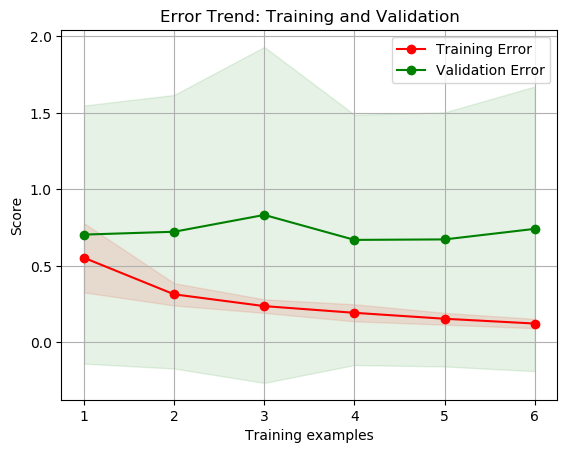 Error Trend: Training and Validation
2.0
1.5
1.0
0.5
0.0
Score
Training Error
Validation Error
1 2 3 4 5 6
Training examples